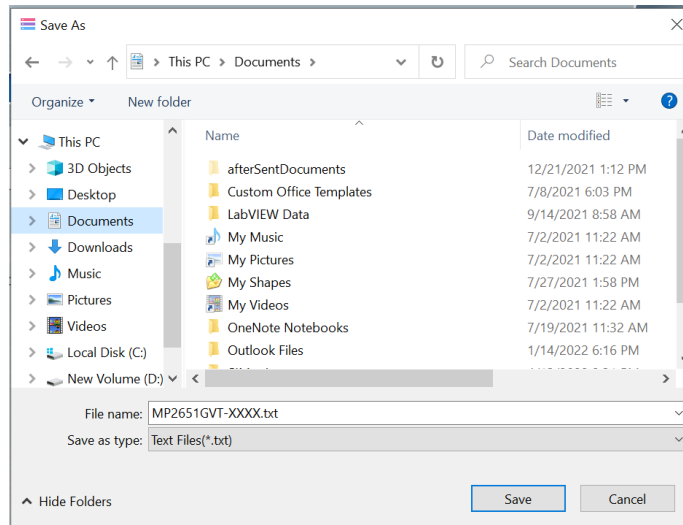 Save As
This PC > Documents >
Search Documents
Organize
New folder
This PC
3D Objects
Desktop
Documents
Downloads
Music
Pictures
Videos
Local Disk (C:)
New Volume (D:)
Name Date modified
afterSentDocuments 12/21/2021 1:12 PM
Custom Office Templates 7/8/2021 6:03 PM
LabVIEW Data 9/14/2021 8:58 AM
My Music 7/2/2021 11:22 AM
My Pictures 7/2/2021 11:22 AM
My Shapes 7/27/2021 1:58 PM
My Videos 7/2/2021 11:22 AM
OneNote Notebooks 7/19/2021 11:32 AM
Outlook Files 1/14/2022 6:16 PM
File name: MP2651GVT-XXXX.txt
Save as type: Text Files(*.txt)
Hide Folders
Save
Cancel